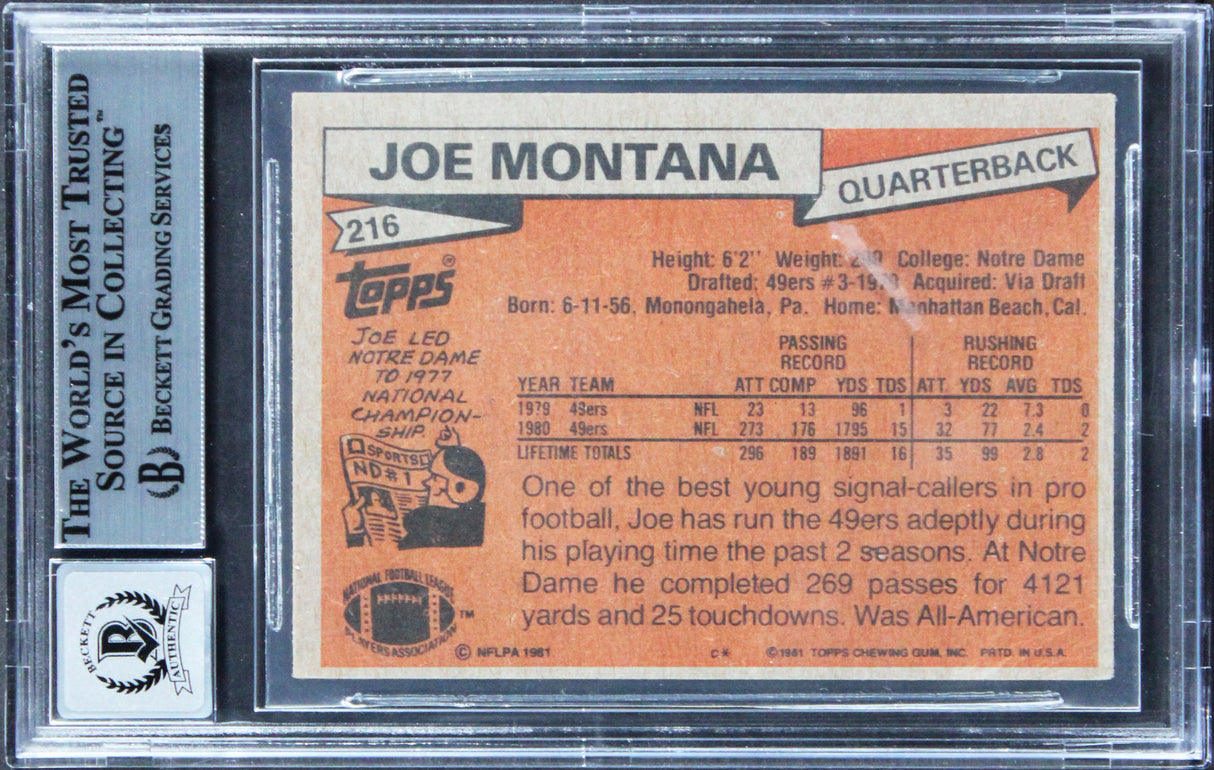 THE WORLD'S MOST TRUSTED
SOURCE IN COLLECTING™
BECKETT GRADING SERVICES
B
BECKETT
B
AUTHENTIC
JOE MONTANA
QUARTERBACK
216
Topps®
Height: 6'2'' Weight: College: Notre Dame
Drafted: 49ers #3- Acquired: Via Draft
Born: 6-11-56, Monongahela, Pa. Home: Manhattan Beach, Cal.
JOE LED
NOTRE DAME
TO 1977
NATIONAL
CHAMPION-
SHIP.
SPORTS
ND #1
PASSING RUSHING
RECORD RECORD
YEAR TEAM ATT COMP YDS TDS ATT. YDS AVG TDS
1979 49ers NFL 23 13 96 1 3 22 7.3 0
1980 49ers NFL 273 176 1795 15 32 77 2.4 2
LIFETIME TOTALS 296 189 1891 16 35 99 2.8 2
One of the best young signal-callers in pro
football, Joe has run the 49ers adeptly during
his playing time the past 2 seasons. At Notre
Dame he completed 269 passes for 4121
yards and 25 touchdowns. Was All-American.
NATIONAL FOOTBALL LEAGUE
PLAYERS ASSOCIATION
™
© NFLPA 1981
C*
©1981 TOPPS CHEWING GUM, INC. PRTD. IN U.S.A.